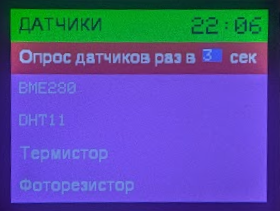 ДАТЧИКИ 22:06
Опрос датчиков раз в 3 сек
BME280
DHT11
Термистор
Фоторезистор